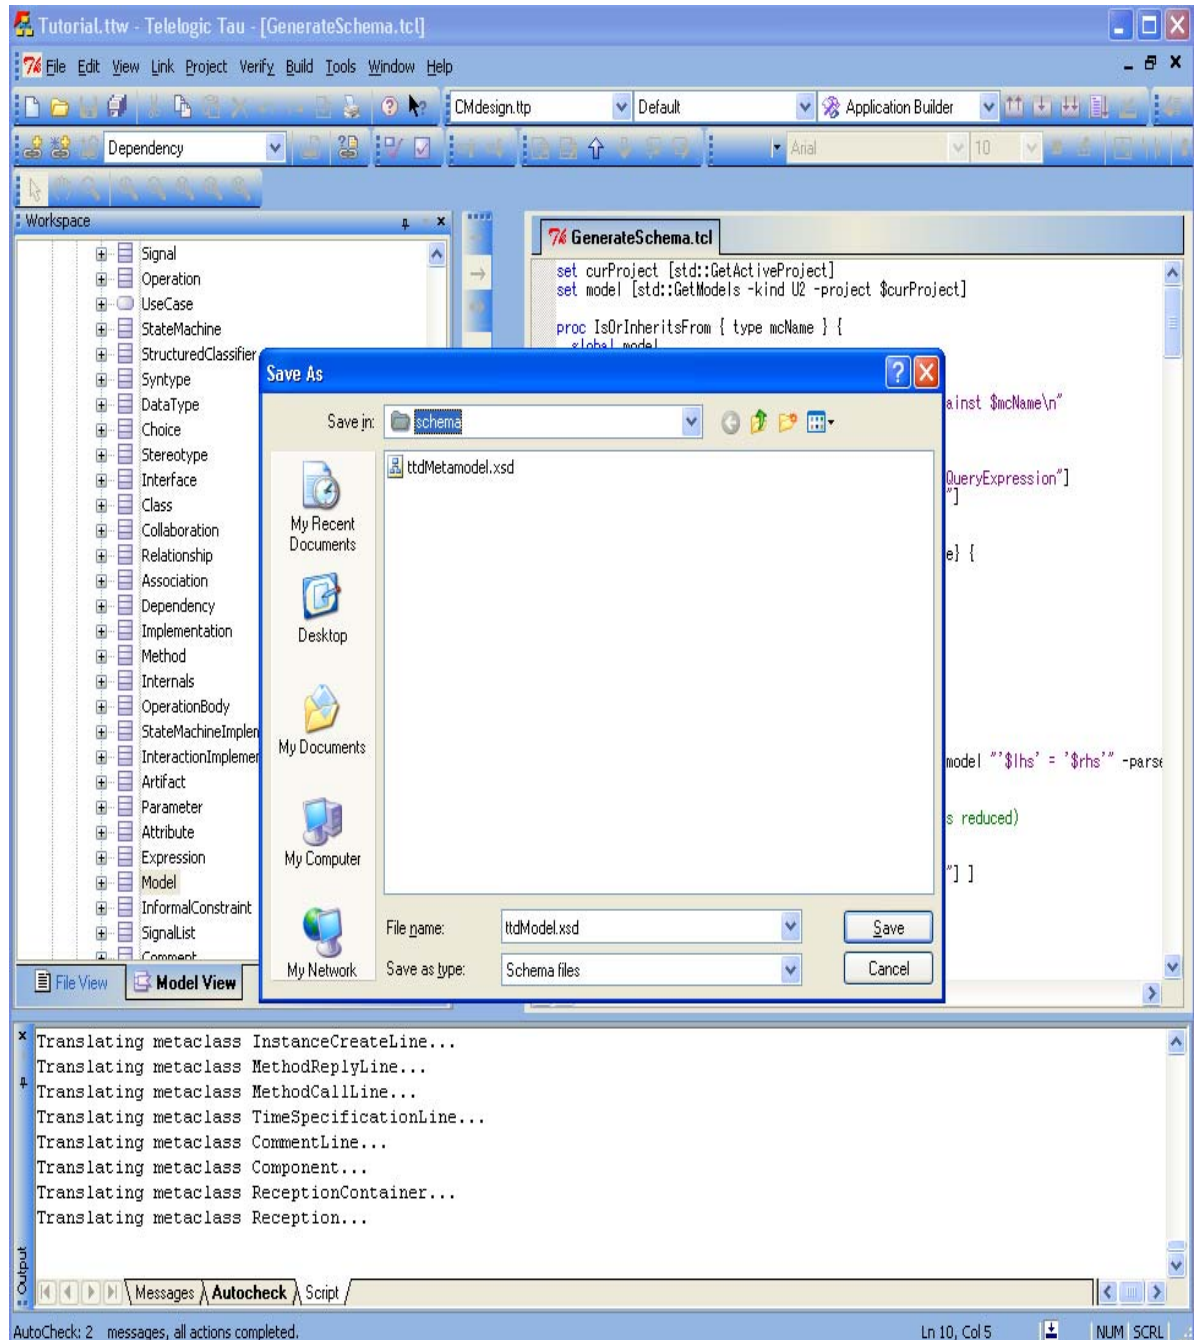 Tutorial.ttw - Telelogic Tau - [GenerateSchema.tcl]
File Edit View Link Project Verify Build Tools Window Help
CMdesign.ttp Default Application Builder
Dependency Arial 10
Workspace
Signal
Operation
UseCase
StateMachine
StructuredClassifier
Syntype
DataType
Choice
Stereotype
Interface
Class
Collaboration
Relationship
Association
Dependency
Implementation
Method
Internals
OperationBody
StateMachineImplen
InteractionImplemer
Artifact
Parameter
Attribute
Expression
Model
InformalConstraint
SignalList
Comment
File View Model View
GenerateSchema.tcl
set curProject [std::GetActiveProject]
set model [std::GetModels -kind U2 -project $curProject]
proc IsOrInheritsFrom { type mcName } {
global model
ainst $mcName\n"
QueryExpression"]
"]
e} {
model "'$lhs' = '$rhs'" -parse
s reduced)
"] ]
Save As
Save in: schema
ttdMetamodel.xsd
My Recent Documents
Desktop
My Documents
My Computer
My Network
File name: ttdModel.xsd Save
Save as type: Schema files Cancel
Translating metaclass InstanceCreateLine...
Translating metaclass MethodReplyLine...
Translating metaclass MethodCallLine...
Translating metaclass TimeSpecificationLine...
Translating metaclass CommentLine...
Translating metaclass Component...
Translating metaclass ReceptionContainer...
Translating metaclass Reception...
Output
Messages Autocheck Script
AutoCheck: 2 messages, all actions completed. Ln 10, Col 5 NUM SCRL